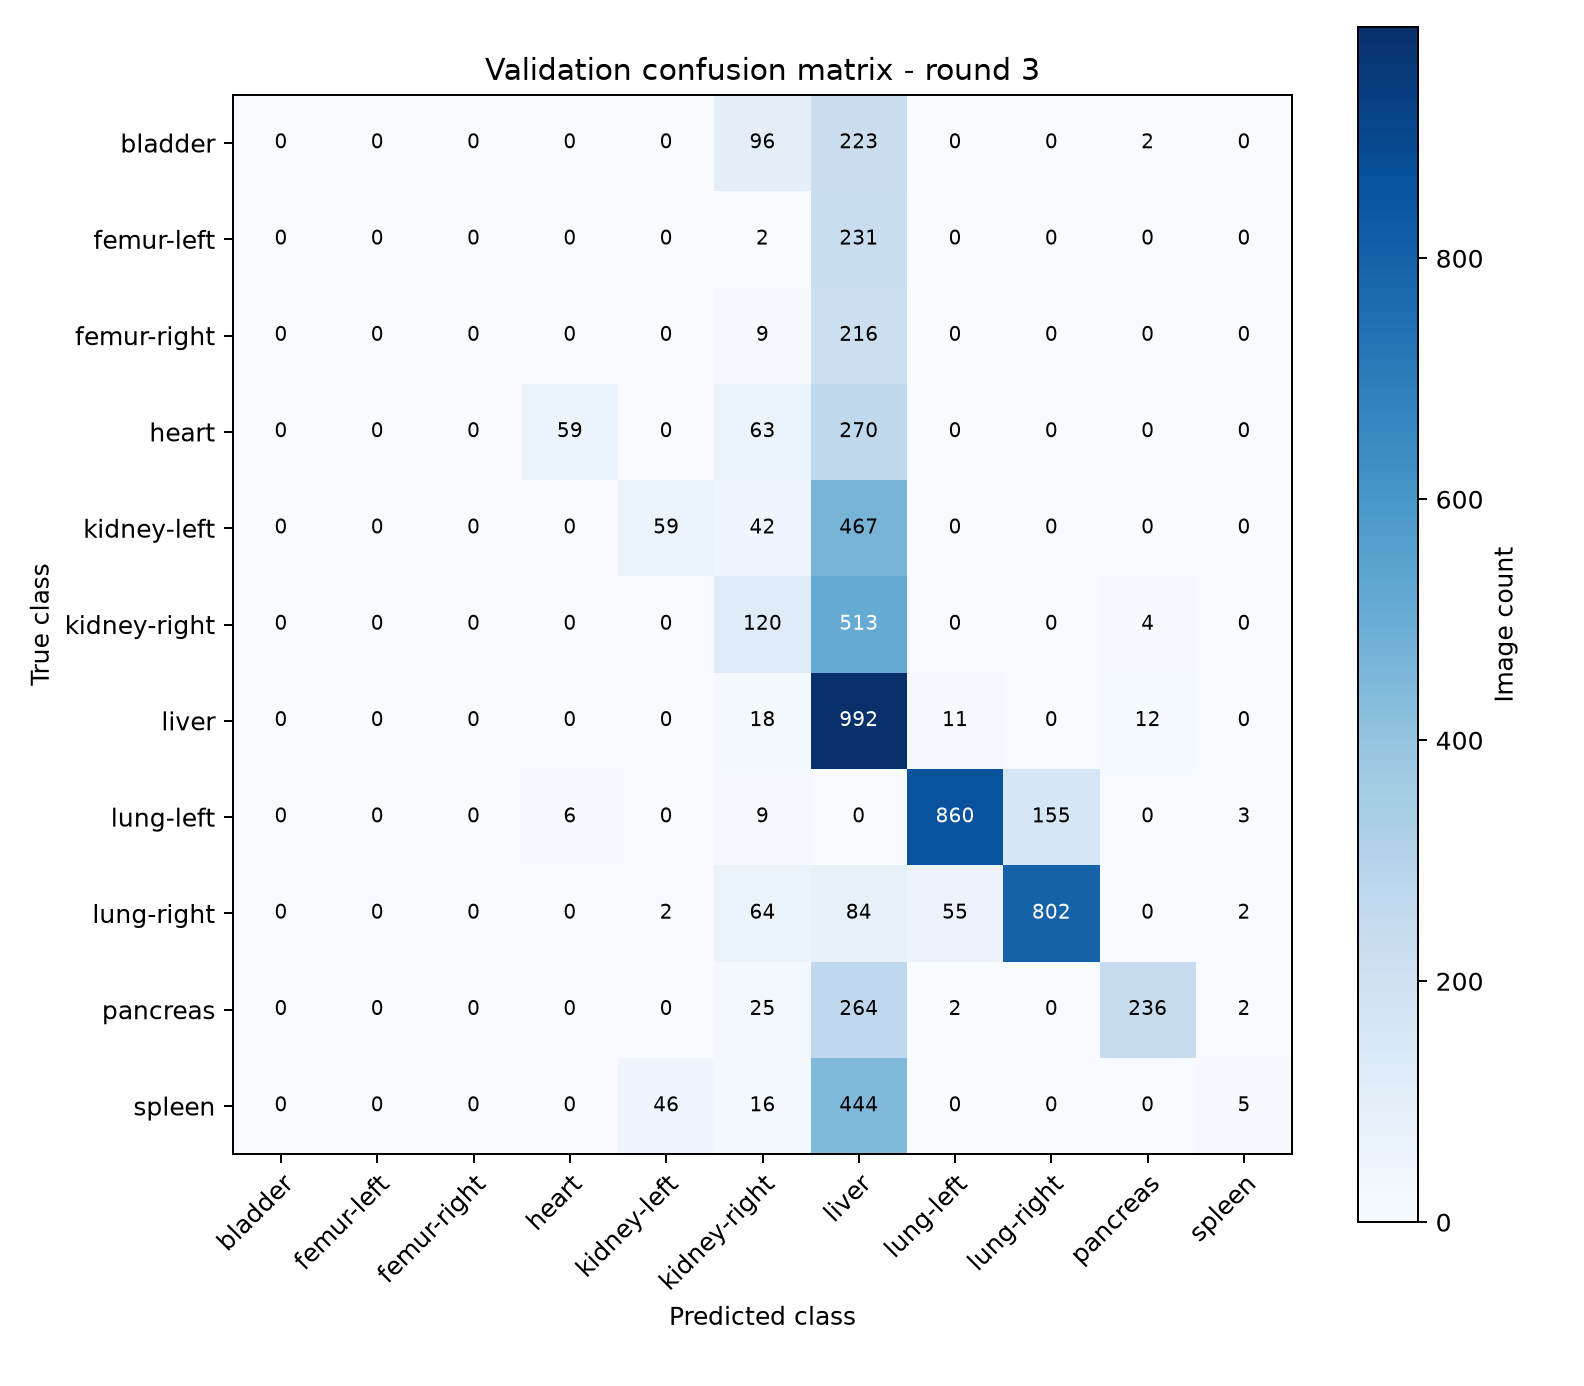 Validation confusion matrix - round 3
bladder 0 0 0 0 0 96 223 0 0 2 0
femur-left 0 0 0 0 0 2 231 0 0 0 0
femur-right 0 0 0 0 0 9 216 0 0 0 0
heart 0 0 0 59 0 63 270 0 0 0 0
kidney-left 0 0 0 0 59 42 467 0 0 0 0
kidney-right 0 0 0 0 0 120 513 0 0 4 0
liver 0 0 0 0 0 18 992 11 0 12 0
lung-left 0 0 0 6 0 9 0 860 155 0 3
lung-right 0 0 0 0 2 64 84 55 802 0 2
pancreas 0 0 0 0 0 25 264 2 0 236 2
spleen 0 0 0 0 46 16 444 0 0 0 5
True class
bladder femur-left femur-right heart kidney-left kidney-right liver lung-left lung-right pancreas spleen
Predicted class
800
600
400
200
0
Image count